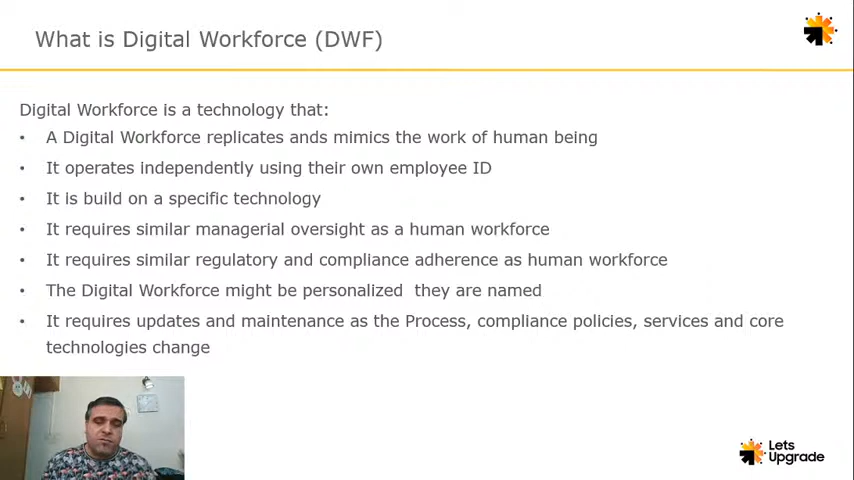 What is Digital Workforce (DWF)
Digital Workforce is a technology that:
• A Digital Workforce replicates ands mimics the work of human being
• It operates independently using their own employee ID
• It is build on a specific technology
• It requires similar managerial oversight as a human workforce
• It requires similar regulatory and compliance adherence as human workforce
• The Digital Workforce might be personalized  they are named
• It requires updates and maintenance as the Process, compliance policies, services and core
technologies change
Lets
Upgrade